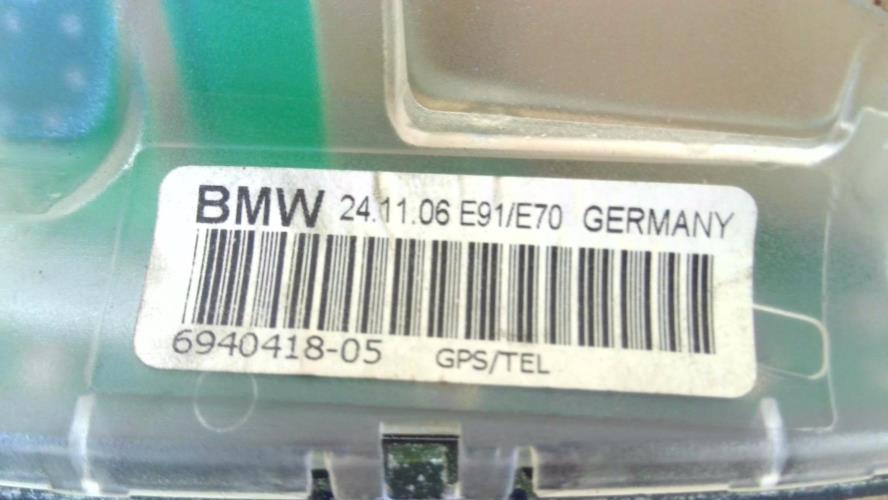 BMW 24.11.06 E91/E70 GERMANY
6940418-05 GPS/TEL